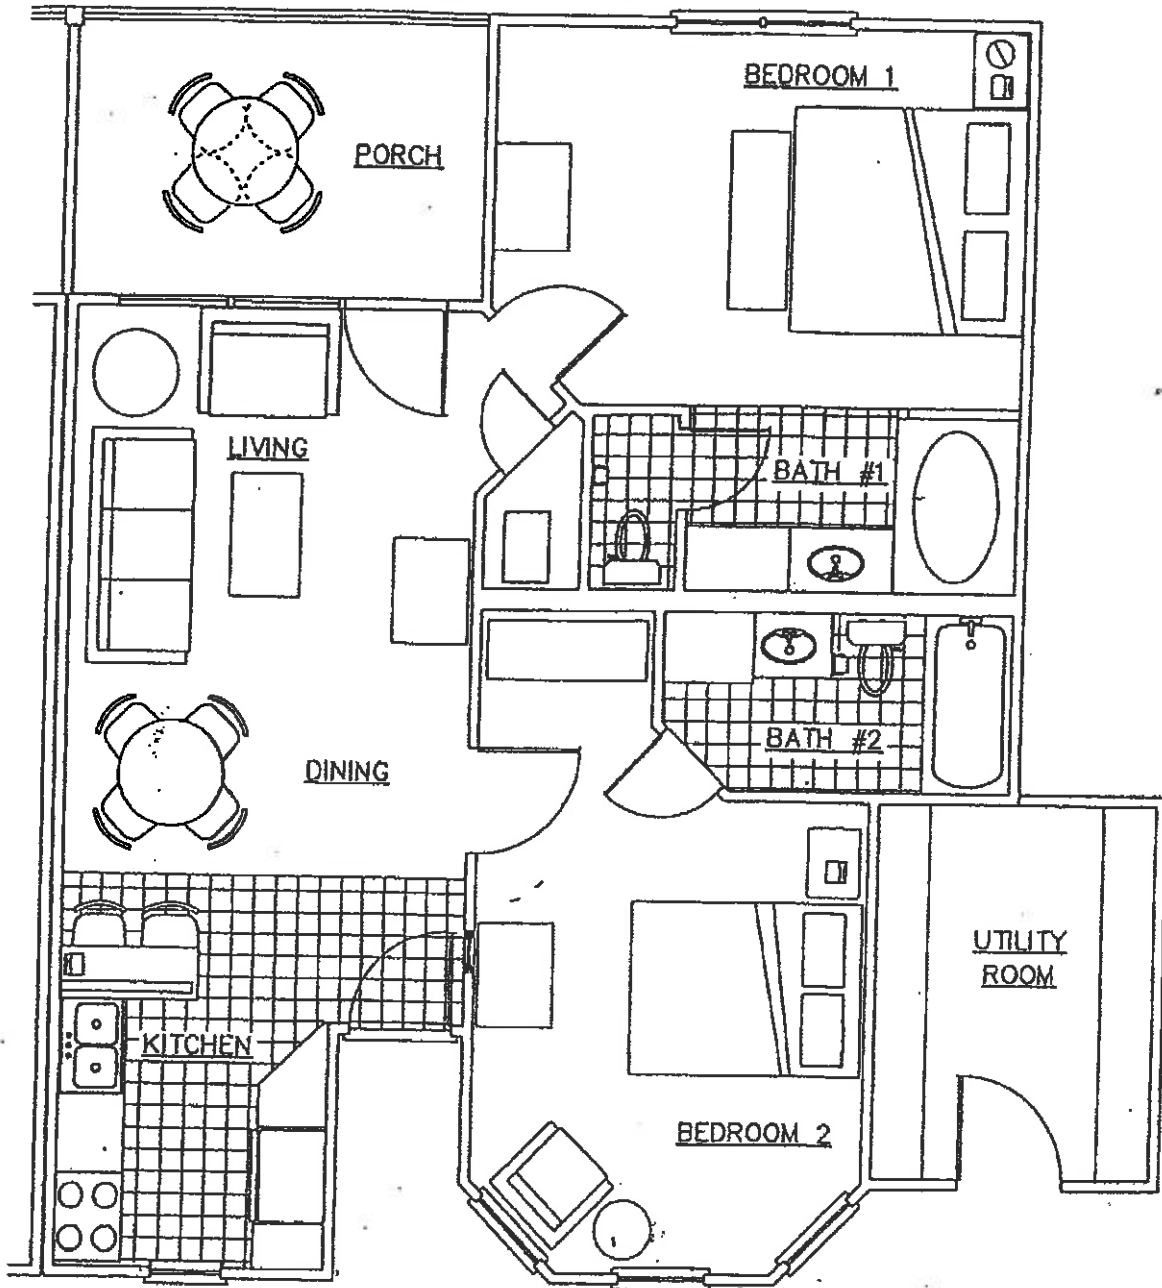 BEDROOM 1
PORCH
LIVING
BATH #1
BATH #2
DINING
UTILITY
ROOM
KITCHEN
BEDROOM 2